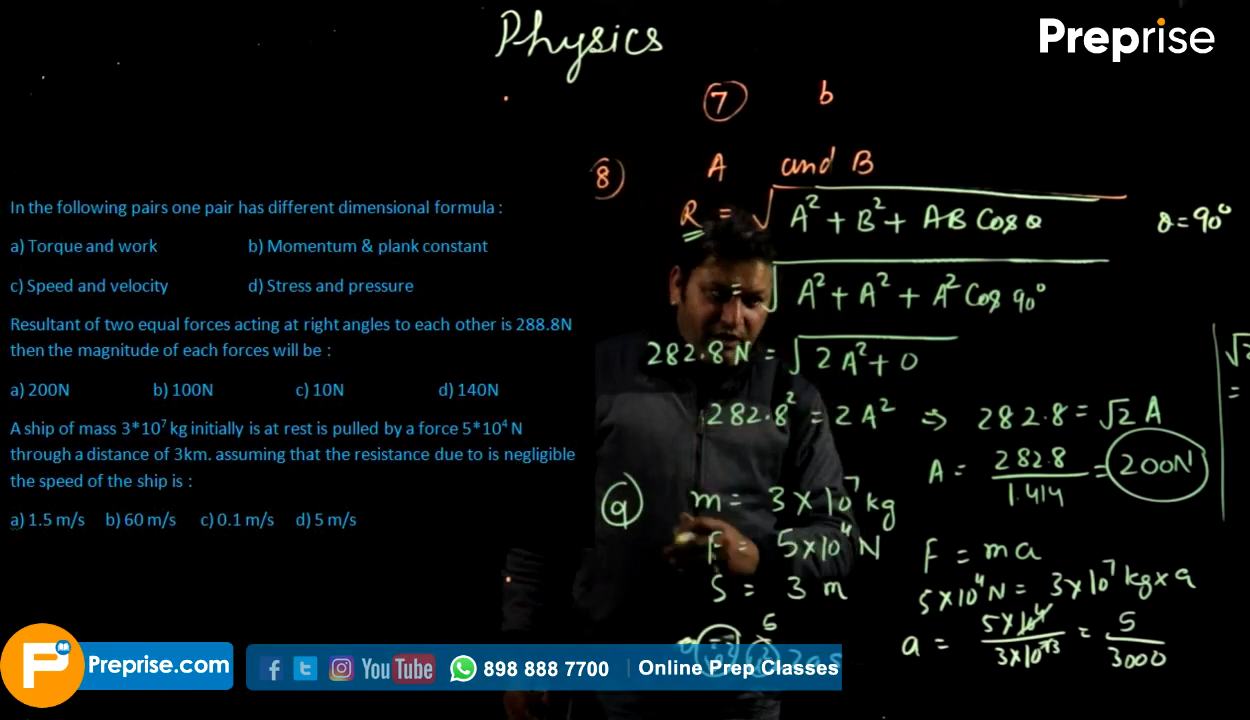 Physics
Preprise
7 b
8 A and B
R = √A² + B² + AB Cos θ θ = 90°
= √A² + A² + A² Cos 90°
282.8 N = √2A² + 0
282.8² = 2A² ⇒ 282.8 = √2 A
A = 282.8 / 1.414 = 200N
In the following pairs one pair has different dimensional formula :
a) Torque and work b) Momentum & plank constant
c) Speed and velocity d) Stress and pressure
Resultant of two equal forces acting at right angles to each other is 288.8N
then the magnitude of each forces will be :
a) 200N b) 100N c) 10N d) 140N
A ship of mass 3*10⁷ kg initially is at rest is pulled by a force 5*10⁴ N
through a distance of 3km. assuming that the resistance due to is negligible
the speed of the ship is :
a) 1.5 m/s b) 60 m/s c) 0.1 m/s d) 5 m/s
9 m = 3 × 10⁷ kg
F = 5×10⁴ N
S = 3 m
F = ma
5×10⁴ N = 3×10⁷ kg × a
a = 5×10⁴ / 3×10⁷³ = 5 / 3000
Preprise.com
YouTube 898 888 7700 Online Prep Classes